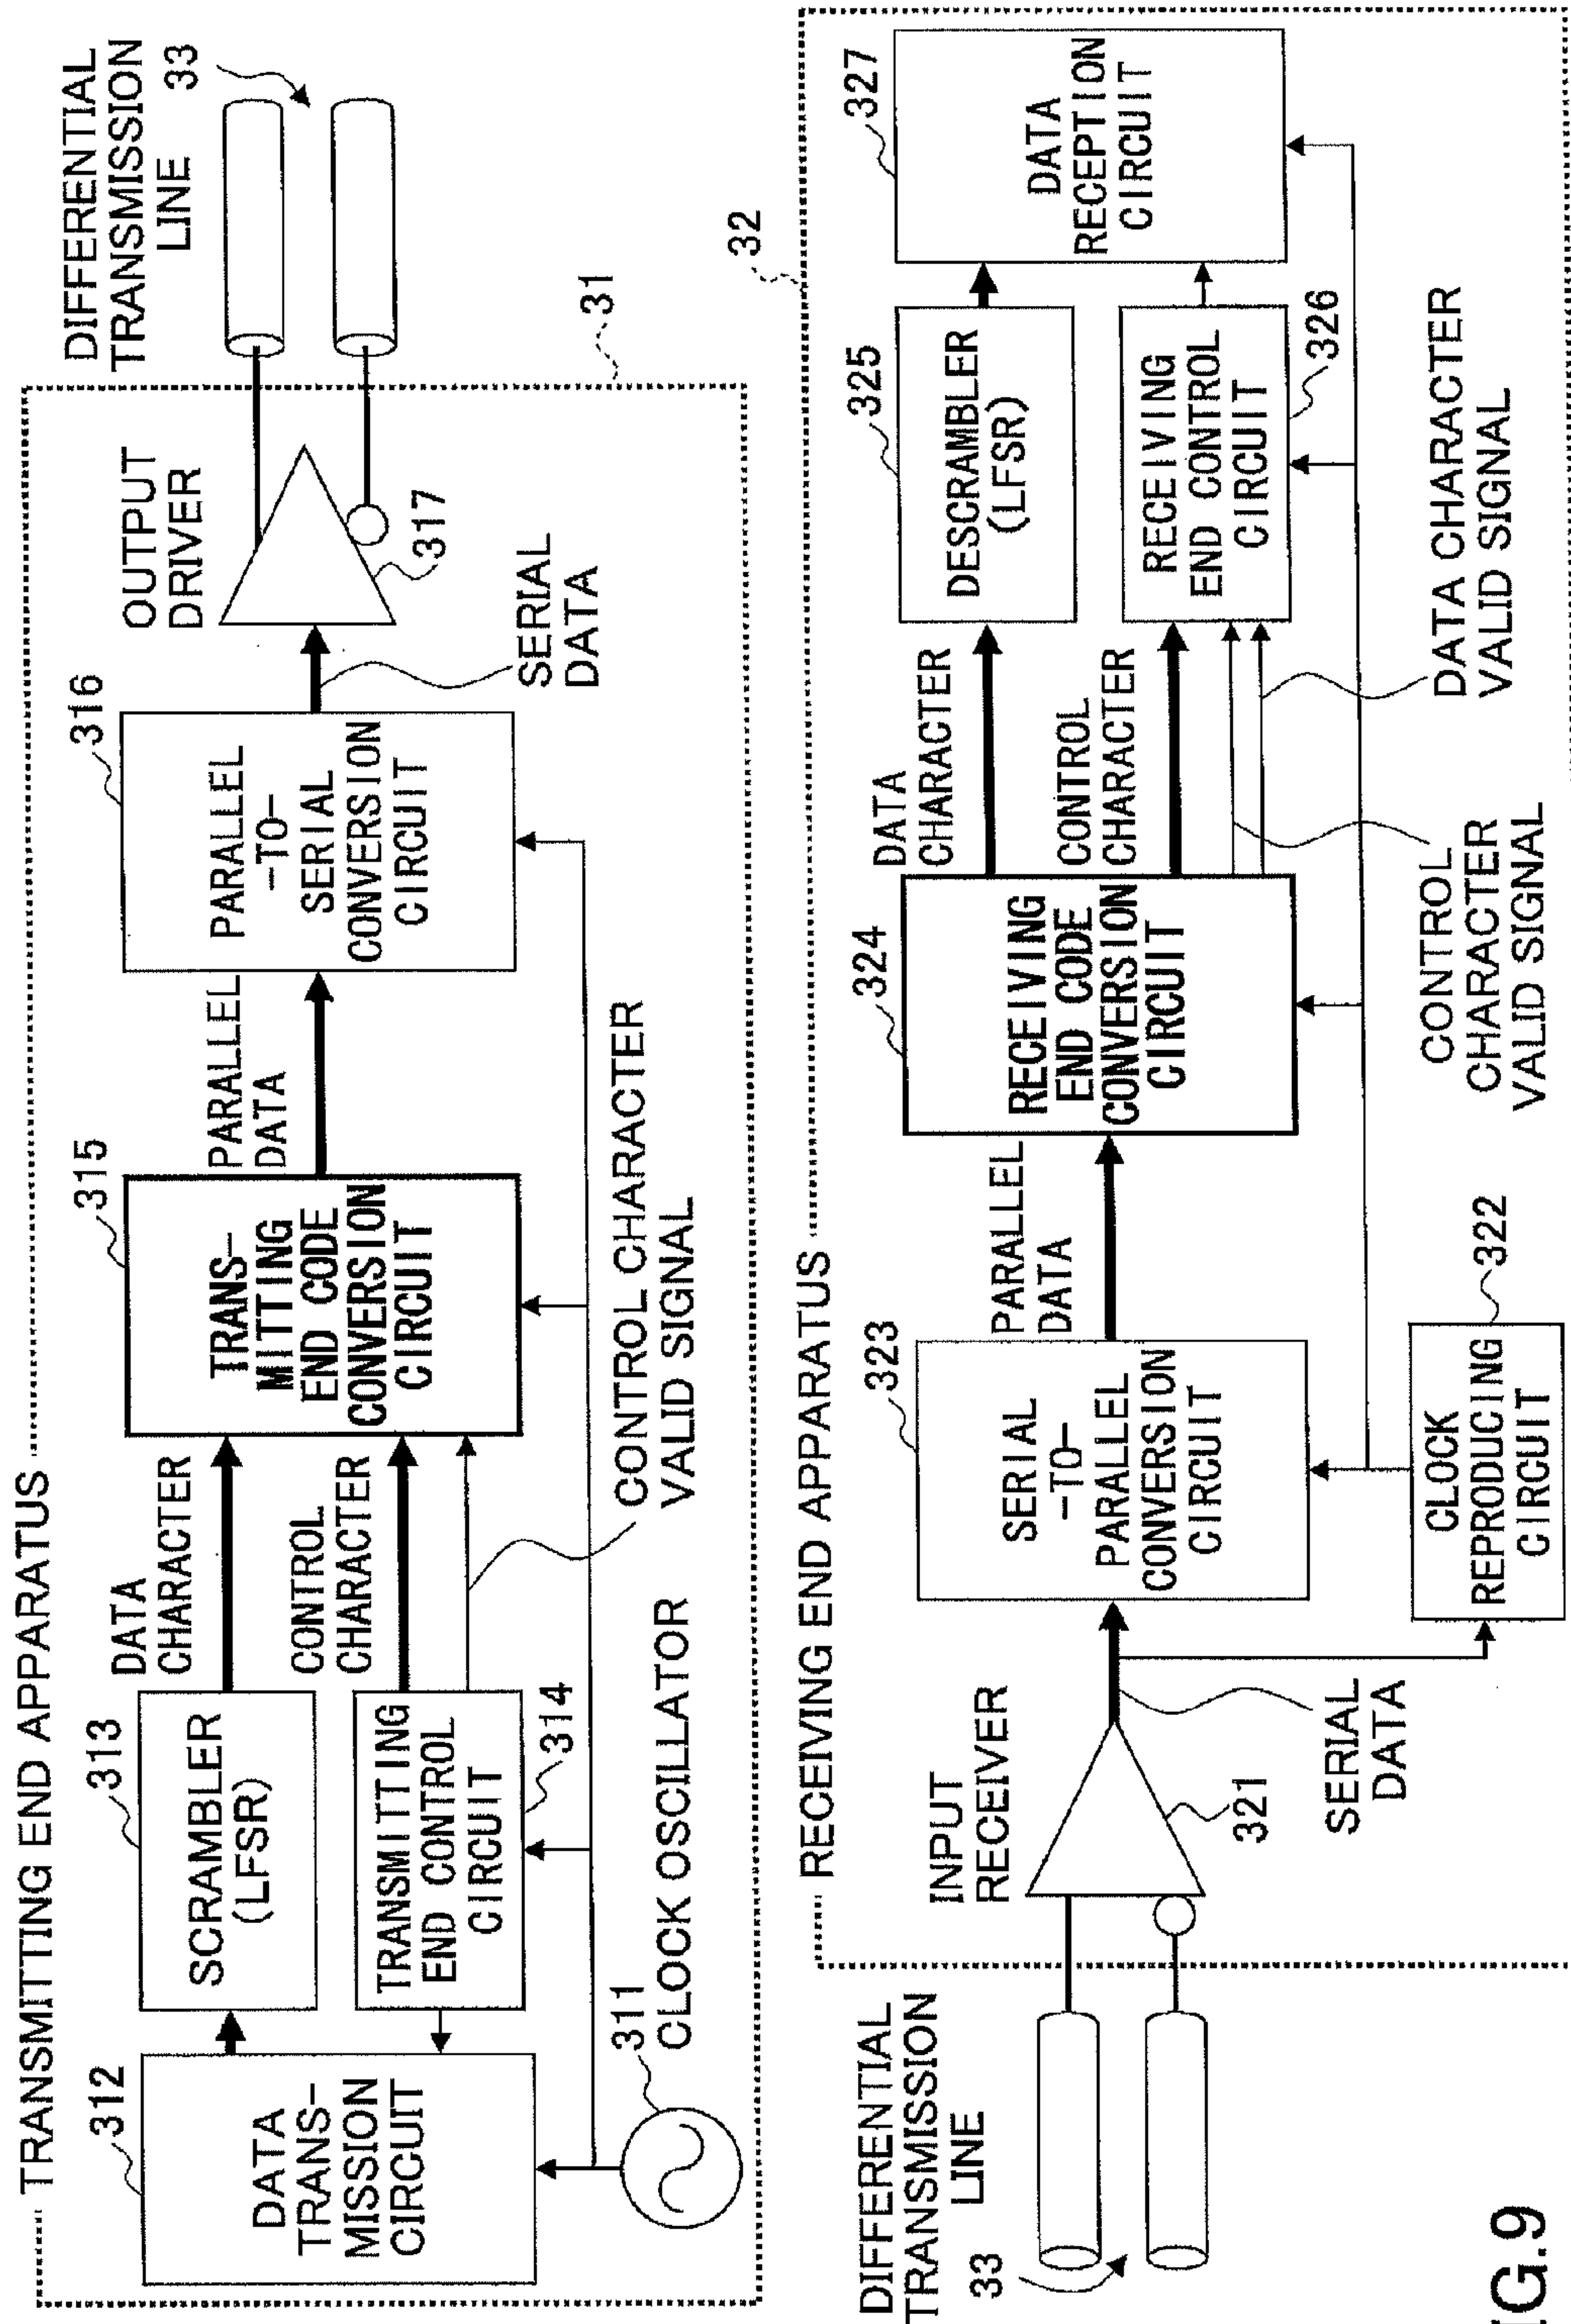 TRANSMITTING END APPARATUS
312
DATA
TRANS-
MISSION
CIRCUIT
313
SCRAMBLER
(LFSR)
TRANSMITTING
END CONTROL
CIRCUIT
314
311
CLOCK OSCILLATOR
DATA
CHARACTER
CONTROL
CHARACTER
CONTROL CHARACTER
VALID SIGNAL
315
TRANS-
MITTING
END CODE
CONVERSION
CIRCUIT
PARALLEL
DATA
316
PARALLEL
-TO-
SERIAL
CONVERSION
CIRCUIT
OUTPUT
DRIVER
317
SERIAL
DATA
31
DIFFERENTIAL
TRANSMISSION
LINE
33
RECEIVING END APPARATUS
32
DIFFERENTIAL
TRANSMISSION
LINE
33
INPUT
RECEIVER
321
SERIAL
DATA
323
SERIAL
-TO-
PARALLEL
CONVERSION
CIRCUIT
CLOCK
REPRODUCING
CIRCUIT
322
PARALLEL
DATA
324
RECEIVING
END CODE
CONVERSION
CIRCUIT
DATA
CHARACTER
CONTROL
CHARACTER
CONTROL
CHARACTER
VALID SIGNAL
DATA CHARACTER
VALID SIGNAL
325
DESCRAMBLER
(LFSR)
RECEIVING
END CONTROL
CIRCUIT
326
327
DATA
RECEPTION
CIRCUIT
IG.9